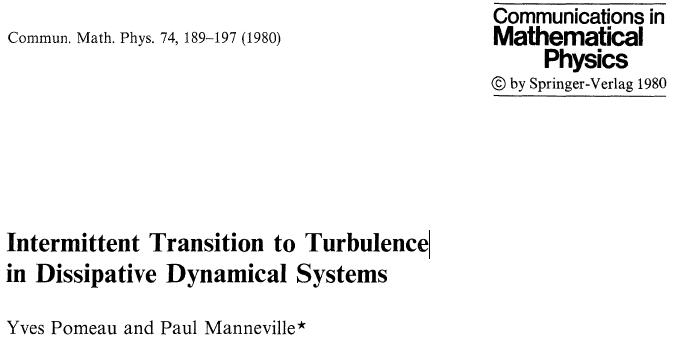 Commun. Math. Phys. 74, 189–197 (1980)
Communications in
Mathematical
Physics
© by Springer-Verlag 1980
Intermittent Transition to Turbulence
in Dissipative Dynamical Systems
Yves Pomeau and Paul Manneville★